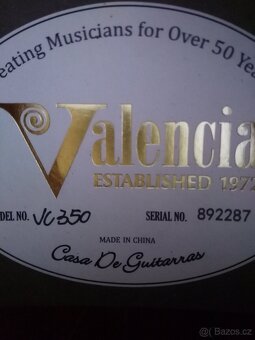 eating Musicians for Over 50 Yea
Valencia
ESTABLISHED 197
DEL NO. VC350 SERIAL NO. 892287
MADE IN CHINA
Casa De Guitarras
bazos.cz